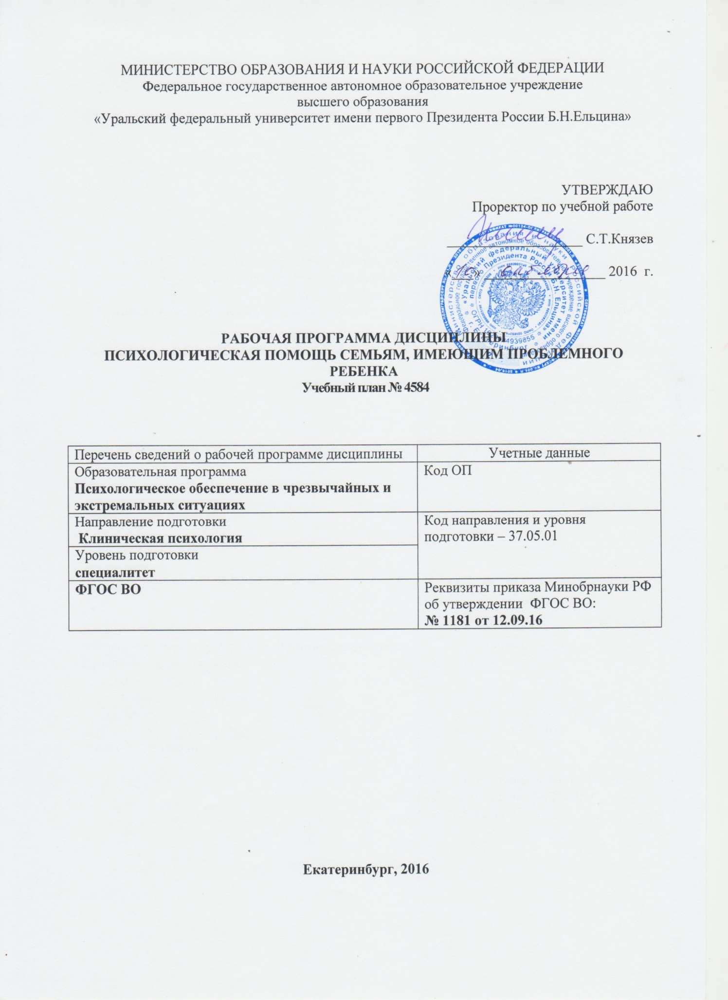 МИНИСТЕРСТВО ОБРАЗОВАНИЯ И НАУКИ РОССИЙСКОЙ ФЕДЕРАЦИИ
Федеральное государственное автономное образовательное учреждение
высшего образования
«Уральский федеральный университет имени первого Президента России Б.Н.Ельцина»
УТВЕРЖДАЮ
Проректор по учебной работе
С.Т.Князев
« » 2016 г.
РАБОЧАЯ ПРОГРАММА ДИСЦИПЛИНЫ
ПСИХОЛОГИЧЕСКАЯ ПОМОЩЬ СЕМЬЯМ, ИМЕЮЩИМ ПРОБЛЕМНОГО
РЕБЕНКА
Учебный план № 4584
Перечень сведений о рабочей программе дисциплины
Учетные данные
Образовательная программа
Психологическое обеспечение в чрезвычайных и
экстремальных ситуациях
Код ОП
Направление подготовки
Клиническая психология
Код направления и уровня
подготовки – 37.05.01
Уровень подготовки
специалитет
ФГОС ВО
Реквизиты приказа Минобрнауки РФ
об утверждении ФГОС ВО:
№ 1181 от 12.09.16
Екатеринбург, 2016